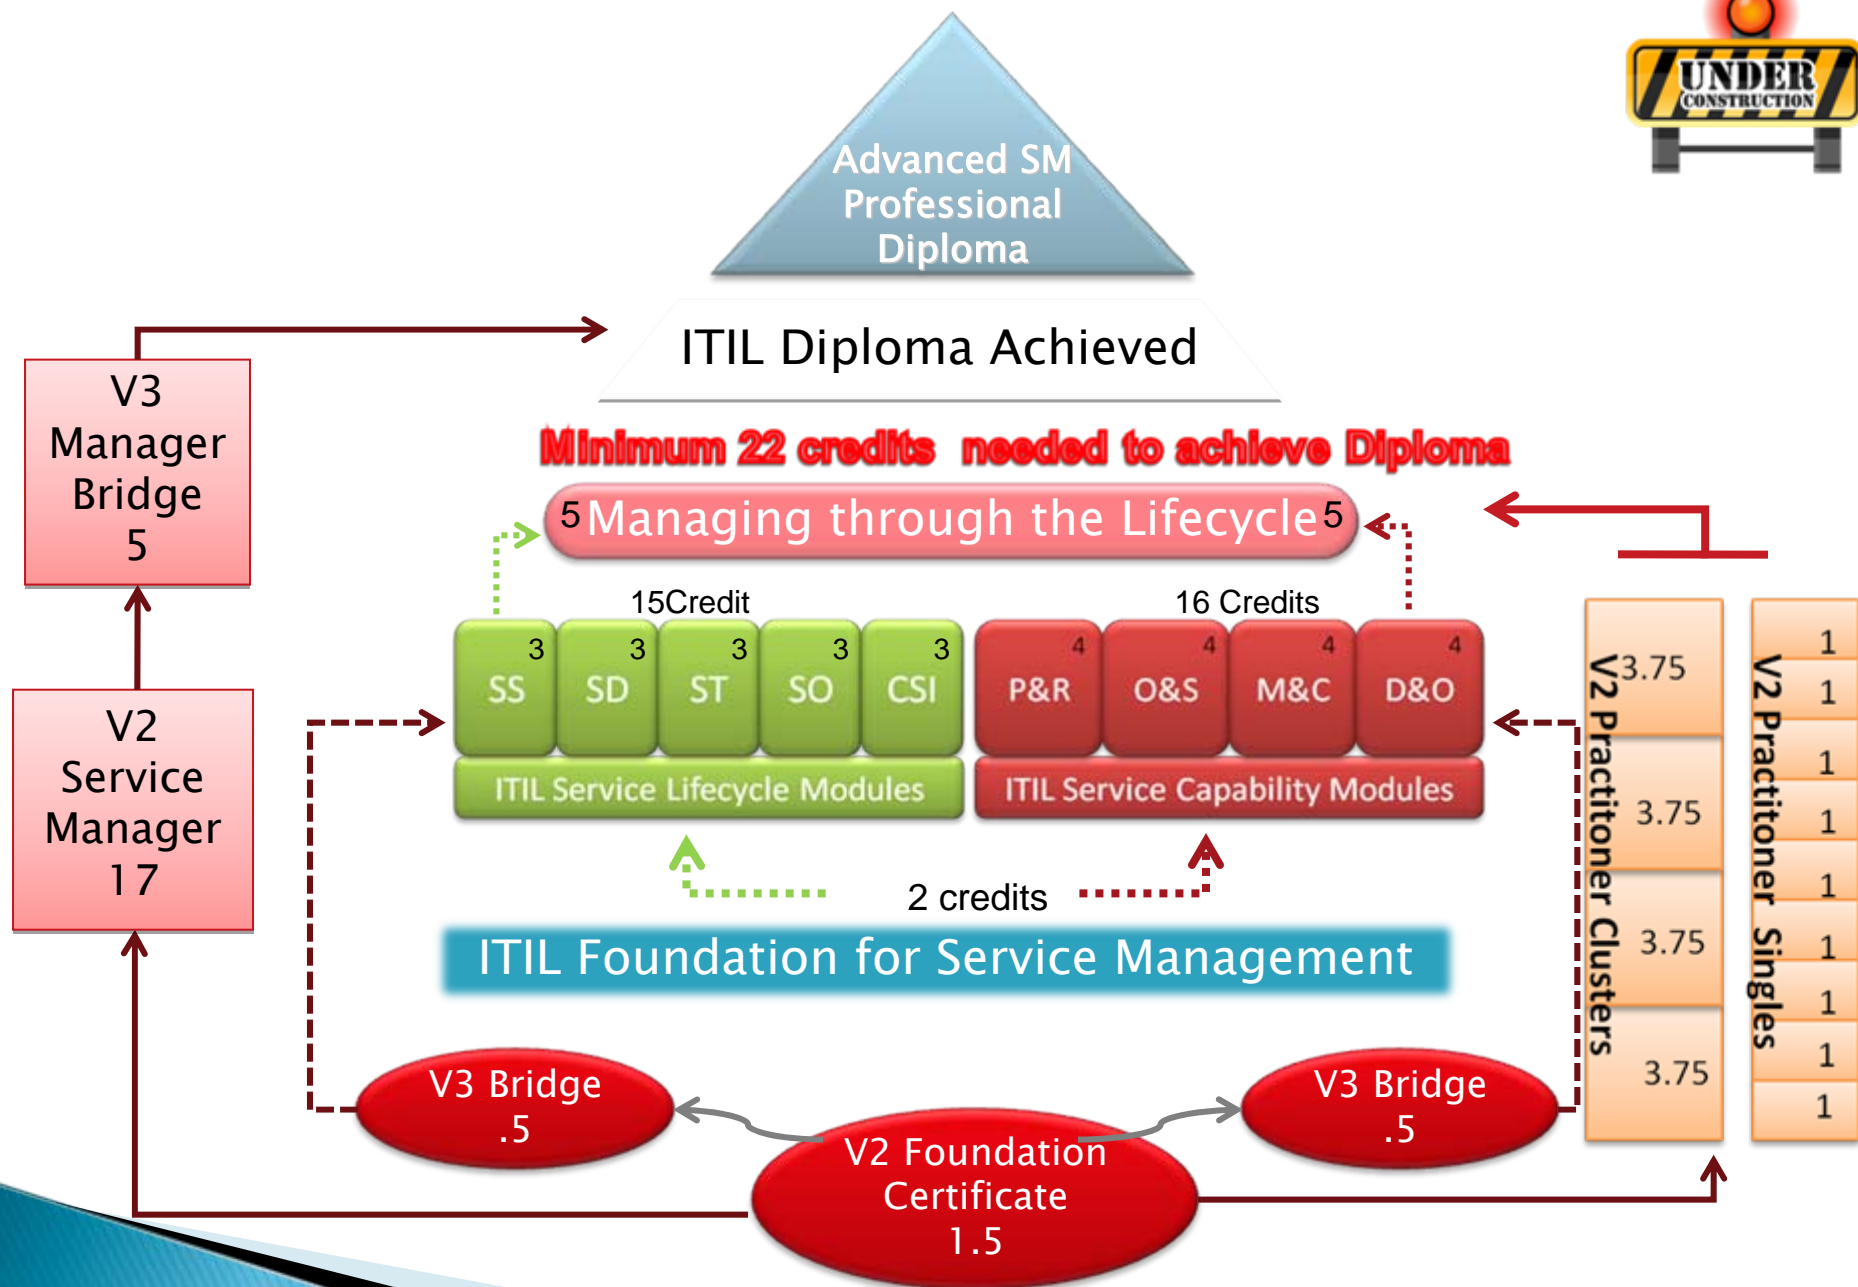 UNDER
CONSTRUCTION
Advanced SM
Professional
Diploma
ITIL Diploma Achieved
Minimum 22 credits needed to achieve Diploma
5 Managing through the Lifecycle 5
15Credit
16 Credits
3 3 3 3 3
SS SD ST SO CSI
ITIL Service Lifecycle Modules
4 4 4 4
P&R O&S M&C D&O
ITIL Service Capability Modules
2 credits
ITIL Foundation for Service Management
V3
Manager
Bridge
5
V2
Service
Manager
17
V3 Bridge
.5
V2 Foundation
Certificate
1.5
V3 Bridge
.5
V2 Practitoner Clusters
3.75
3.75
3.75
3.75
V2 Practitoner Singles
1
1
1
1
1
1
1
1
1